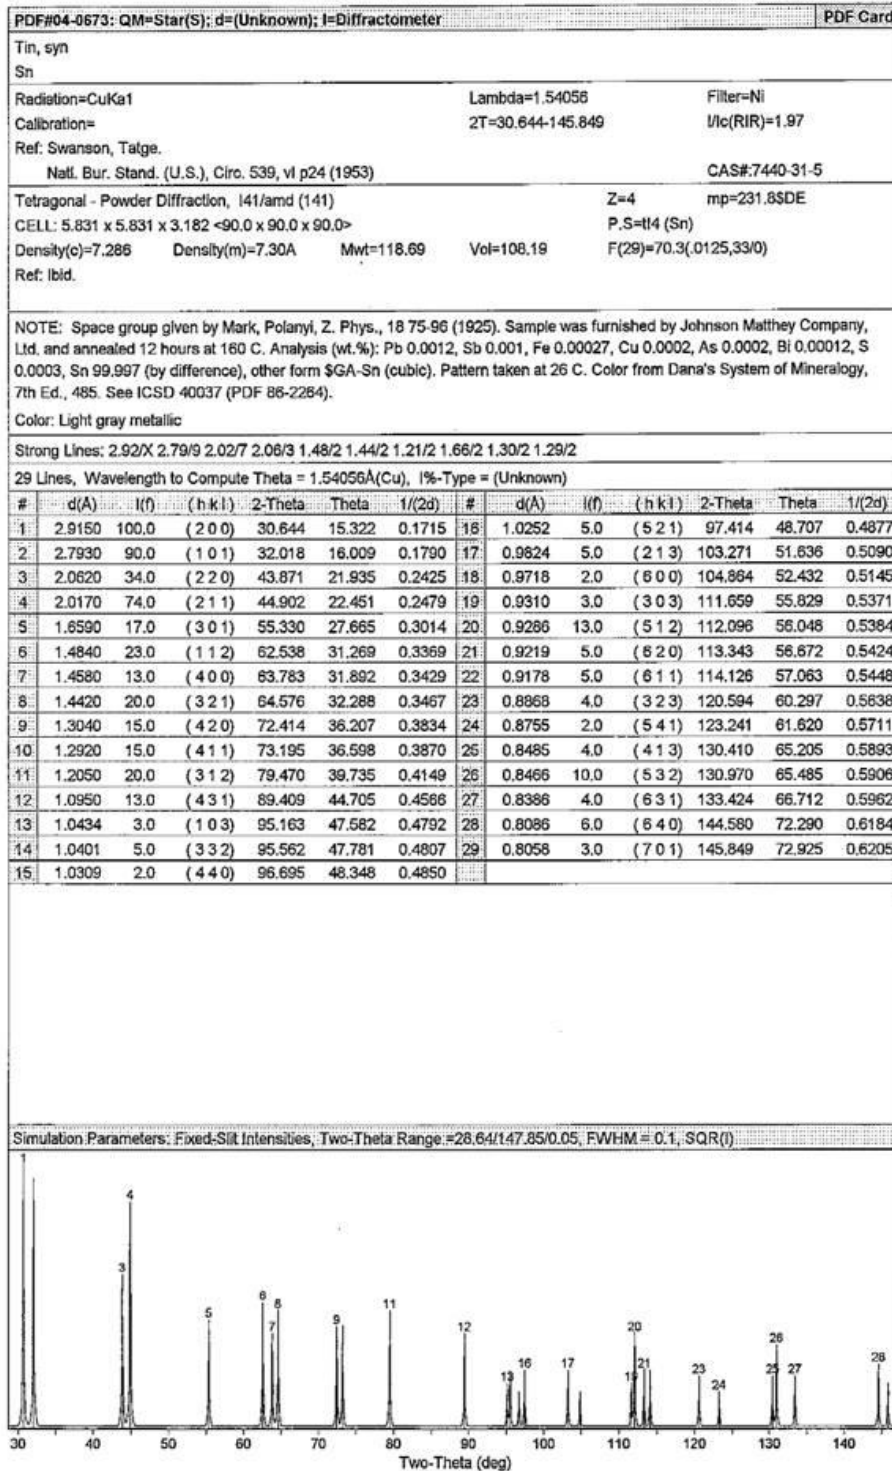 PDF#04-0673: QM=Star(S); d=(Unknown); I=Diffractometer PDF Card
Tin, syn
Sn
Radiation=CuKa1 Lambda=1.54056 Filter=Ni
Calibration= 2T=30.644-145.849 I/Ic(RIR)=1.97
Ref: Swanson, Tatge.
Natl. Bur. Stand. (U.S.), Circ. 539, vI p24 (1953) CAS#:7440-31-5
Tetragonal - Powder Diffraction, I41/amd (141) Z=4 mp=231.8$DE
CELL: 5.831 x 5.831 x 3.182 <90.0 x 90.0 x 90.0> P.S=tI4 (Sn)
Density(c)=7.286 Density(m)=7.30A Mwt=118.69 Vol=108.19 F(29)=70.3(.0125,33/0)
Ref: Ibid.
NOTE: Space group given by Mark, Polanyi, Z. Phys., 18 75-96 (1925). Sample was furnished by Johnson Matthey Company,
Ltd. and annealed 12 hours at 160 C. Analysis (wt.%): Pb 0.0012, Sb 0.001, Fe 0.00027, Cu 0.0002, As 0.0002, Bi 0.00012, S
0.0003, Sn 99.997 (by difference), other form $GA-Sn (cubic). Pattern taken at 26 C. Color from Dana's System of Mineralogy,
7th Ed., 485. See ICSD 40037 (PDF 86-2264).
Color: Light gray metallic
Strong Lines: 2.92/X 2.79/9 2.02/7 2.06/3 1.48/2 1.44/2 1.21/2 1.66/2 1.30/2 1.29/2
29 Lines, Wavelength to Compute Theta = 1.54056Å(Cu), I%-Type = (Unknown)
# d(A) I(f) (h k l) 2-Theta Theta 1/(2d) # d(A) I(f) (h k l) 2-Theta Theta 1/(2d)
1 2.9150 100.0 (2 0 0) 30.644 15.322 0.1715 16 1.0252 5.0 (5 2 1) 97.414 48.707 0.4877
2 2.7930 90.0 (1 0 1) 32.018 16.009 0.1790 17 0.9824 5.0 (2 1 3) 103.271 51.636 0.5090
3 2.0620 34.0 (2 2 0) 43.871 21.935 0.2425 18 0.9718 2.0 (6 0 0) 104.864 52.432 0.5145
4 2.0170 74.0 (2 1 1) 44.902 22.451 0.2479 19 0.9310 3.0 (3 0 3) 111.659 55.829 0.5371
5 1.6590 17.0 (3 0 1) 55.330 27.665 0.3014 20 0.9286 13.0 (5 1 2) 112.096 56.048 0.5384
6 1.4840 23.0 (1 1 2) 62.538 31.269 0.3369 21 0.9219 5.0 (6 2 0) 113.343 56.672 0.5424
7 1.4580 13.0 (4 0 0) 63.783 31.892 0.3429 22 0.9178 5.0 (6 1 1) 114.126 57.063 0.5448
8 1.4420 20.0 (3 2 1) 64.576 32.288 0.3467 23 0.8868 4.0 (3 2 3) 120.594 60.297 0.5638
9 1.3040 15.0 (4 2 0) 72.414 36.207 0.3834 24 0.8755 2.0 (5 4 1) 123.241 61.620 0.5711
10 1.2920 15.0 (4 1 1) 73.195 36.598 0.3870 25 0.8485 4.0 (4 1 3) 130.410 65.205 0.5893
11 1.2050 20.0 (3 1 2) 79.470 39.735 0.4149 26 0.8466 10.0 (5 3 2) 130.970 65.485 0.5906
12 1.0950 13.0 (4 3 1) 89.409 44.705 0.4566 27 0.8386 4.0 (6 3 1) 133.424 66.712 0.5962
13 1.0434 3.0 (1 0 3) 95.163 47.582 0.4792 28 0.8086 6.0 (6 4 0) 144.580 72.290 0.6184
14 1.0401 5.0 (3 3 2) 95.562 47.781 0.4807 29 0.8058 3.0 (7 0 1) 145.849 72.925 0.6205
15 1.0309 2.0 (4 4 0) 96.695 48.348 0.4850
Simulation Parameters: Fixed-Slit Intensities, Two-Theta Range:=28.64/147.85/0.05, FWHM = 0.1, SQR(I)
1
4
3
5
6
7
8
9
11
12
13
16
17
19
20
21
23
24
25
26
27
28
30 40 50 60 70 80 90 100 110 120 130 140
Two-Theta (deg)